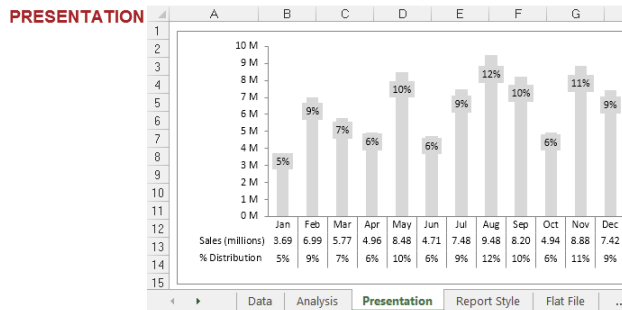 PRESENTATION
A B C D E F G
1
2
3
4
5
6
7
8
9
10
11
12
13
14
15
10 M
9 M
8 M
7 M
6 M
5 M
4 M
3 M
2 M
1 M
0 M
5% 9% 7% 6% 10% 6% 9% 12% 10% 6% 11% 9%
Jan Feb Mar Apr May Jun Jul Aug Sep Oct Nov Dec
Sales (millions) 3.69 6.99 5.77 4.96 8.48 4.71 7.48 9.48 8.20 4.94 8.88 7.42
% Distribution 5% 9% 7% 6% 10% 6% 9% 12% 10% 6% 11% 9%
Data Analysis Presentation Report Style Flat File ...